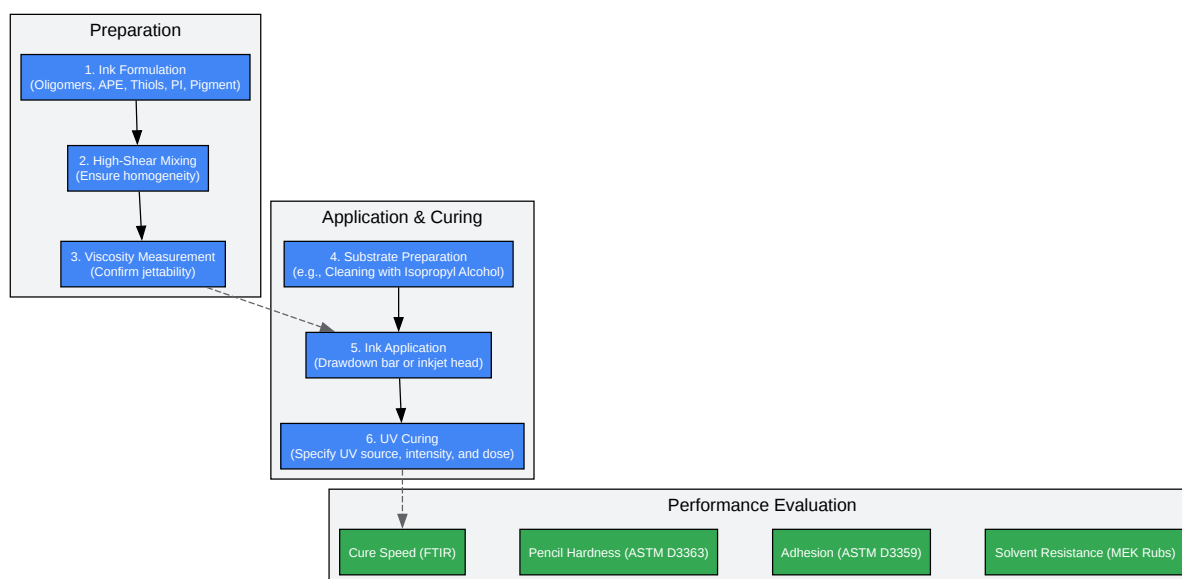 Preparation
1. Ink Formulation
(Oligomers, APE, Thiols, PI, Pigment)
2. High-Shear Mixing
(Ensure homogeneity)
3. Viscosity Measurement
(Confirm jettability)
Application & Curing
4. Substrate Preparation
(e.g., Cleaning with Isopropyl Alcohol)
5. Ink Application
(Drawdown bar or inkjet head)
6. UV Curing
(Specify UV source, intensity, and dose)
Performance Evaluation
Cure Speed (FTIR)
Pencil Hardness (ASTM D3363)
Adhesion (ASTM D3359)
Solvent Resistance (MEK Rubs)